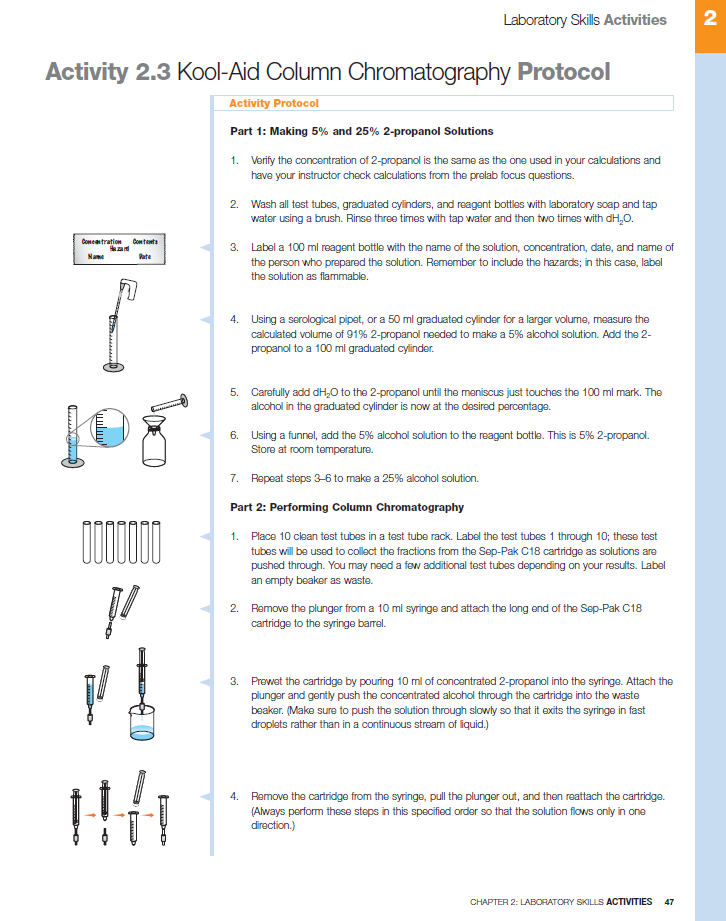 Laboratory Skills Activities
2
Activity 2.3 Kool-Aid Column Chromatography Protocol
Activity Protocol
Part 1: Making 5% and 25% 2-propanol Solutions
1. Verify the concentration of 2-propanol is the same as the one used in your calculations and
have your instructor check calculations from the prelab focus questions.
2. Wash all test tubes, graduated cylinders, and reagent bottles with laboratory soap and tap
water using a brush. Rinse three times with tap water and then two times with dH₂O.
Concentration Contents
Hazard
Name Date
3. Label a 100 ml reagent bottle with the name of the solution, concentration, date, and name of
the person who prepared the solution. Remember to include the hazards; in this case, label
the solution as flammable.
4. Using a serological pipet, or a 50 ml graduated cylinder for a larger volume, measure the
calculated volume of 91% 2-propanol needed to make a 5% alcohol solution. Add the 2-
propanol to a 100 ml graduated cylinder.
5. Carefully add dH₂O to the 2-propanol until the meniscus just touches the 100 ml mark. The
alcohol in the graduated cylinder is now at the desired percentage.
6. Using a funnel, add the 5% alcohol solution to the reagent bottle. This is 5% 2-propanol.
Store at room temperature.
7. Repeat steps 3–6 to make a 25% alcohol solution.
Part 2: Performing Column Chromatography
1. Place 10 clean test tubes in a test tube rack. Label the test tubes 1 through 10; these test
tubes will be used to collect the fractions from the Sep-Pak C18 cartridge as solutions are
pushed through. You may need a few additional test tubes depending on your results. Label
an empty beaker as waste.
2. Remove the plunger from a 10 ml syringe and attach the long end of the Sep-Pak C18
cartridge to the syringe barrel.
3. Prewet the cartridge by pouring 10 ml of concentrated 2-propanol into the syringe. Attach the
plunger and gently push the concentrated alcohol through the cartridge into the waste
beaker. (Make sure to push the solution through slowly so that it exits the syringe in fast
droplets rather than in a continuous stream of liquid.)
4. Remove the cartridge from the syringe, pull the plunger out, and then reattach the cartridge.
(Always perform these steps in this specified order so that the solution flows only in one
direction.)
CHAPTER 2: LABORATORY SKILLS ACTIVITIES 47